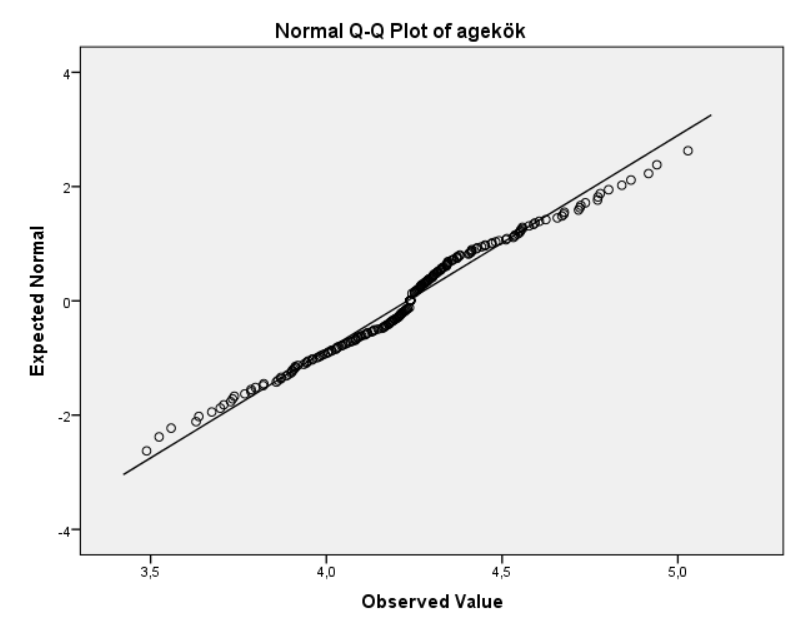 Normal Q-Q Plot of agekök
4
2
0
-2
-4
Expected Normal
3,5 4,0 4,5 5,0
Observed Value